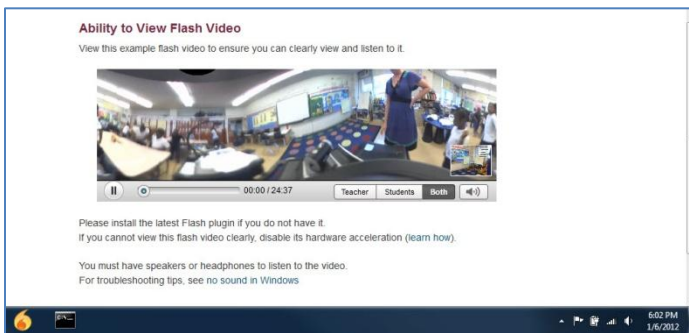 Ability to View Flash Video
View this example flash video to ensure you can clearly view and listen to it.
00:00 / 24:37
Teacher
Students
Both
Please install the latest Flash plugin if you do not have it.
If you cannot view this flash video clearly, disable its hardware acceleration (learn how).
You must have speakers or headphones to listen to the video.
For troubleshooting tips, see no sound in Windows
6:02 PM
1/6/2012